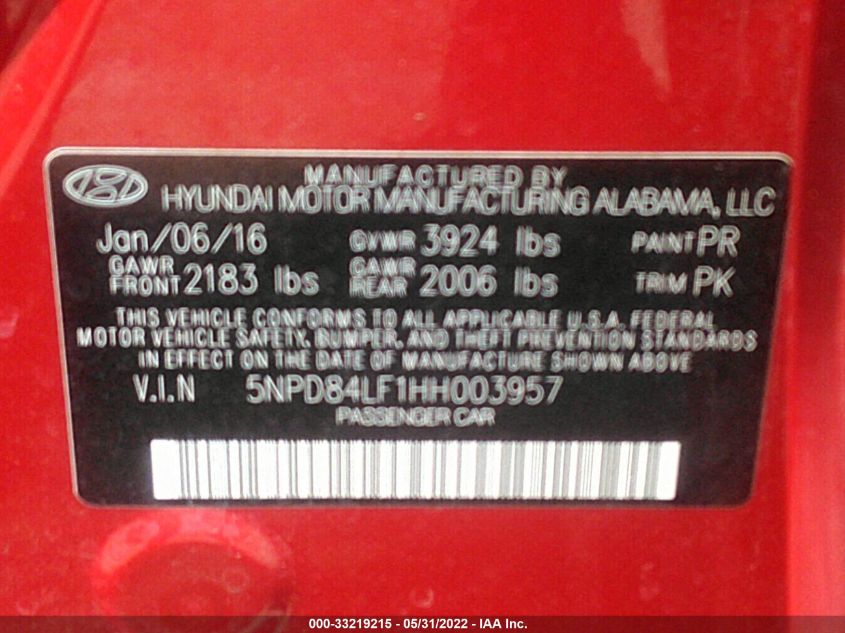 MANUFACTURED BY
HYUNDAI MOTOR MANUFACTURING ALABAMA, LLC
Jan/06/16 GVWR 3924 lbs PAINT PR
GAWR FRONT 2183 lbs GAWR REAR 2006 lbs TRIM PK
THIS VEHICLE CONFORMS TO ALL APPLICABLE U.S.A. FEDERAL
MOTOR VEHICLE SAFETY, BUMPER, AND THEFT PREVENTION STANDARDS
IN EFFECT ON THE DATE OF MANUFACTURE SHOWN ABOVE
V.I.N 5NPD84LF1HH003957
PASSENGER CAR
000-33219215 - 05/31/2022 - IAA Inc.